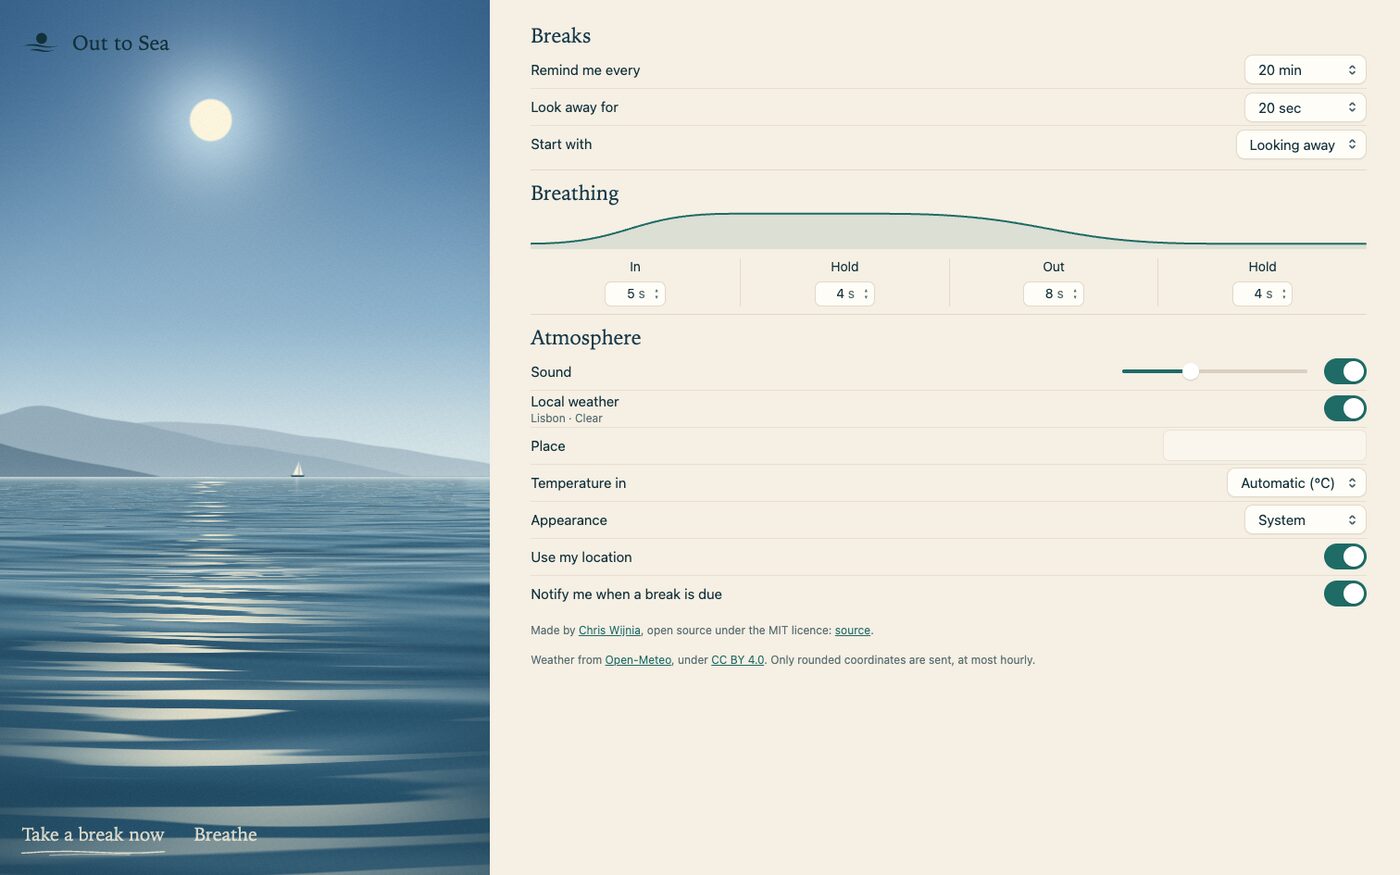 Out to Sea
Breaks
Remind me every
20 min
Look away for
20 sec
Start with
Looking away
Breathing
In
Hold
Out
Hold
5 s
4 s
8 s
4 s
Atmosphere
Sound
Local weather
Lisbon · Clear
Place
Temperature in
Automatic (°C)
Appearance
System
Use my location
Notify me when a break is due
Made by Chris Wijnia, open source under the MIT licence: source.
Weather from Open-Meteo, under CC BY 4.0. Only rounded coordinates are sent, at most hourly.
Take a break now
Breathe